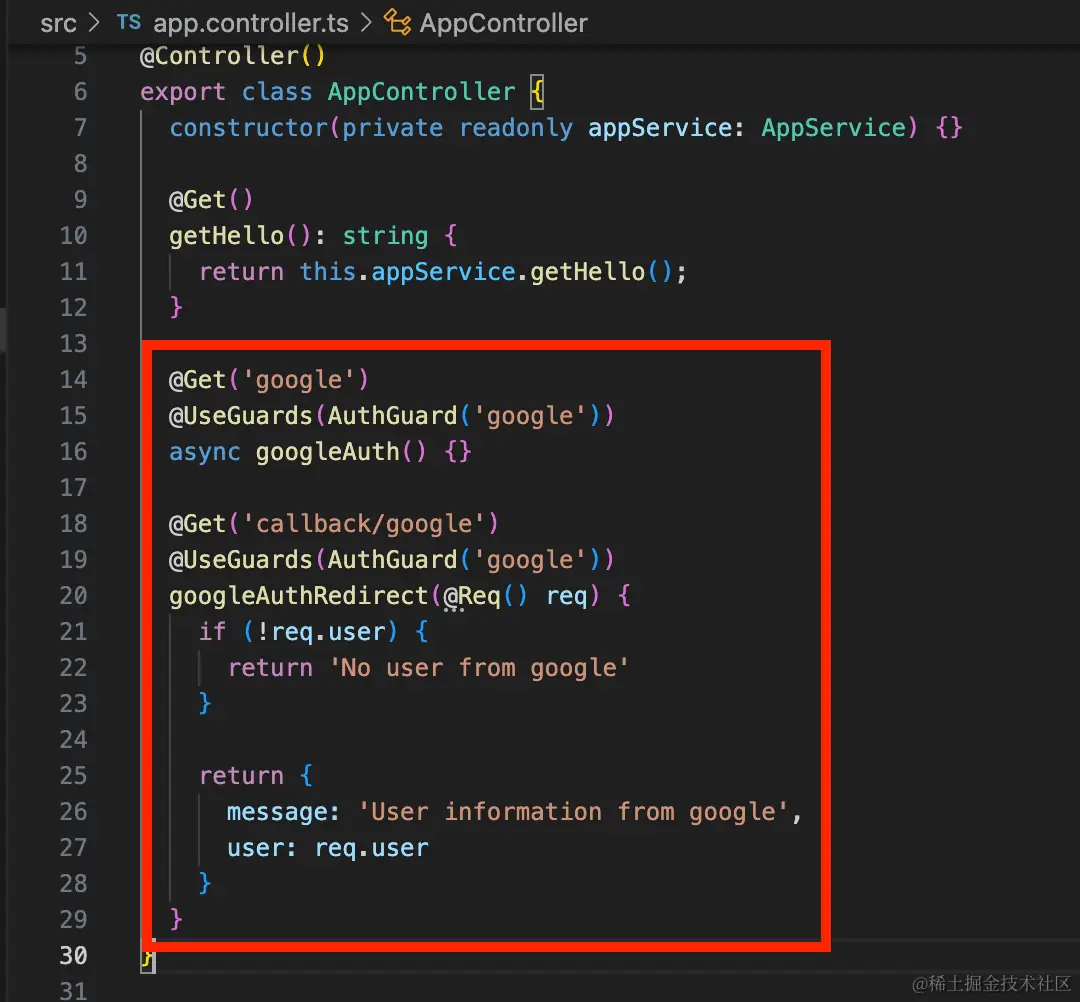 src > TS app.controller.ts > AppController
5 @Controller()
6 export class AppController {
7   constructor(private readonly appService: AppService) {}
8
9   @Get()
10   getHello(): string {
11     return this.appService.getHello();
12   }
13
14   @Get('google')
15   @UseGuards(AuthGuard('google'))
16   async googleAuth() {}
17
18   @Get('callback/google')
19   @UseGuards(AuthGuard('google'))
20   googleAuthRedirect(@Req() req) {
21     if (!req.user) {
22       return 'No user from google'
23     }
24
25     return {
26       message: 'User information from google',
27       user: req.user
28     }
29   }
30 }
31
@稀土掘金技术社区